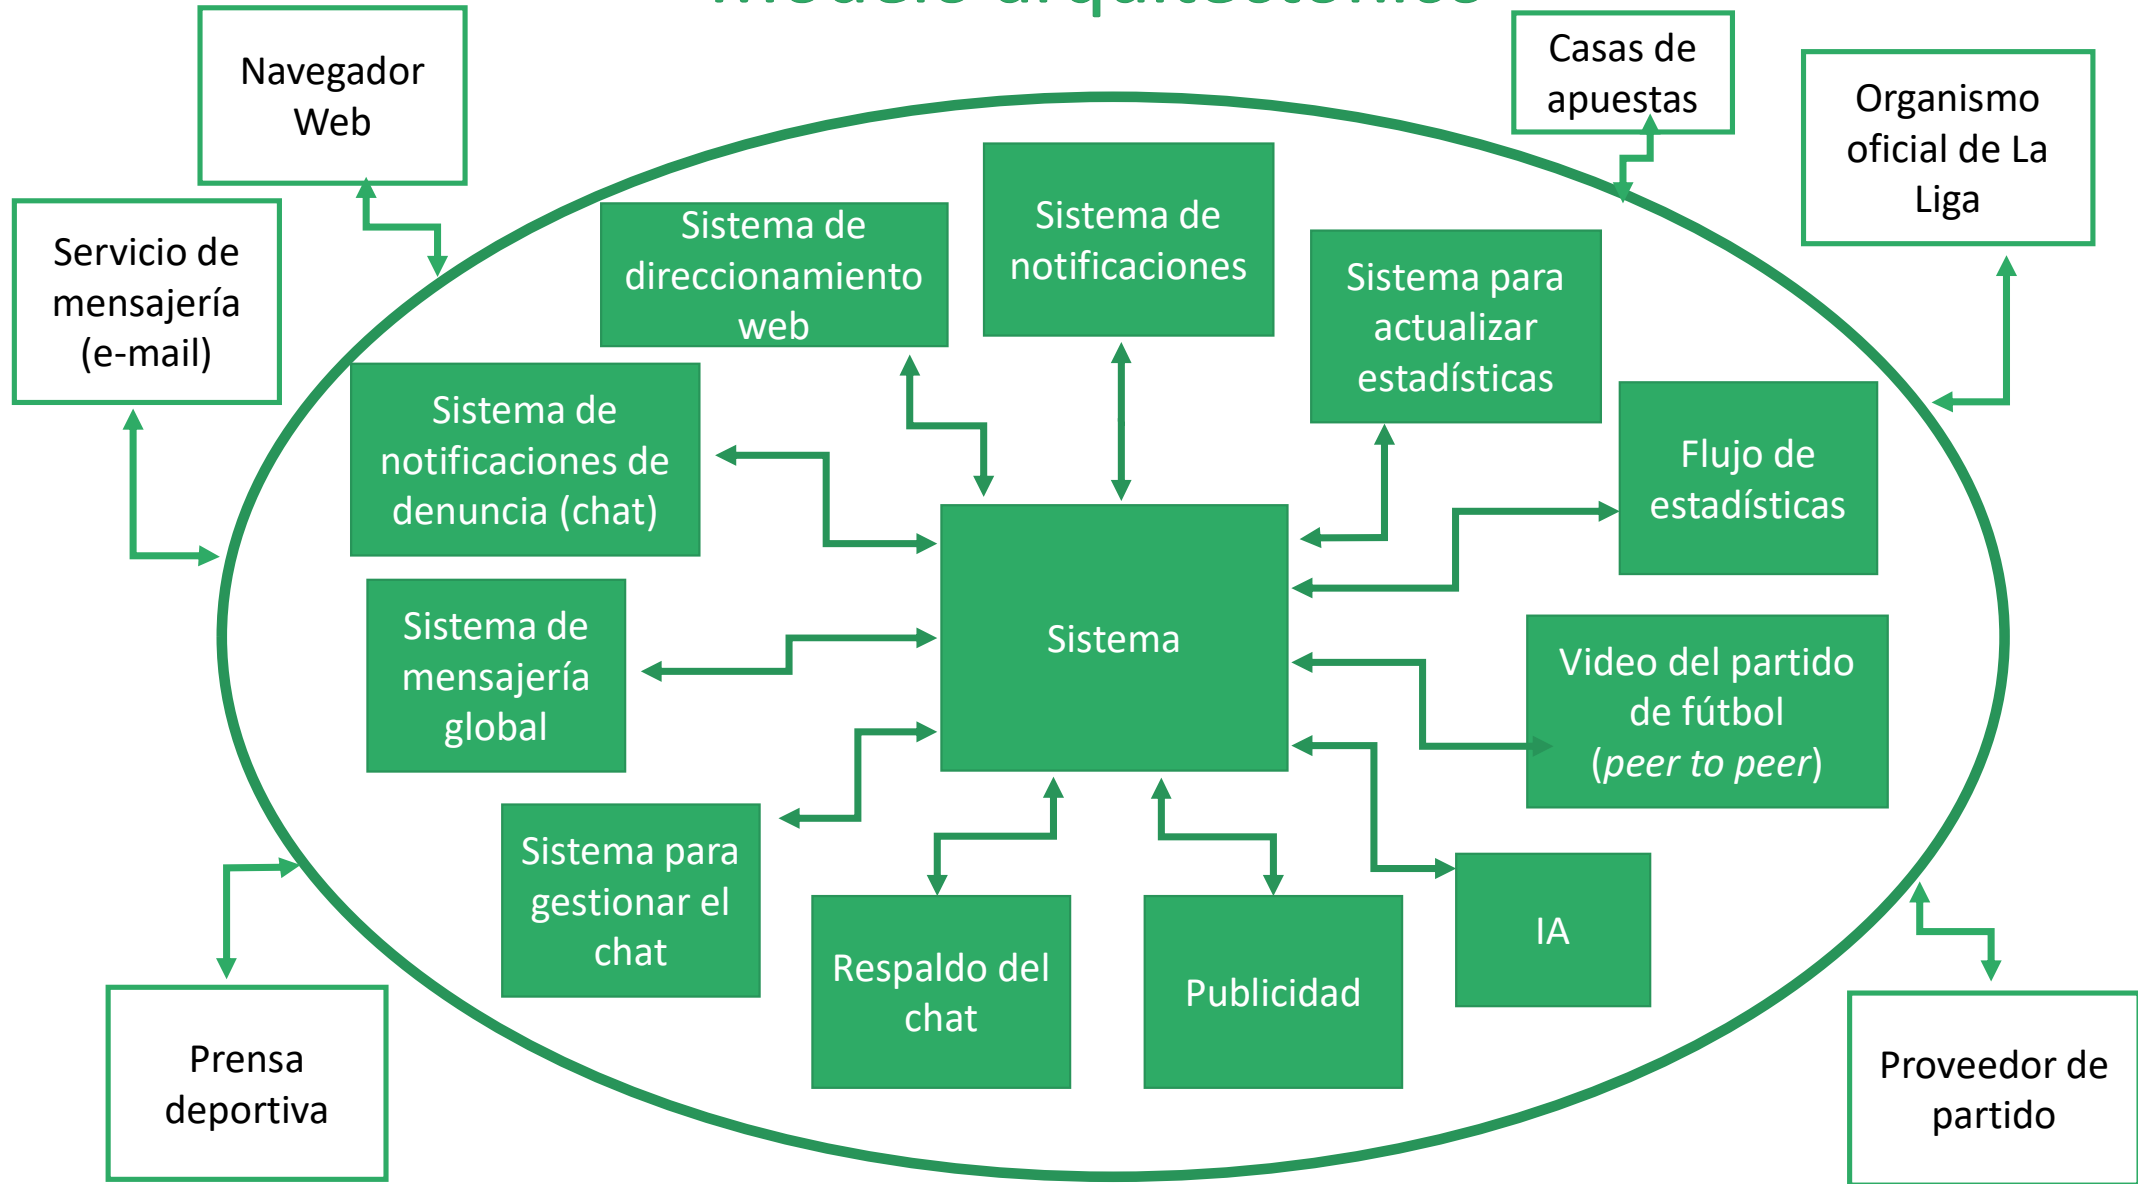 Modelo arquitectónico
Navegador
Web
Casas de
apuestas
Organismo
oficial de La
Liga
Servicio de
mensajería
(e-mail)
Sistema de
direccionamiento
web
Sistema de
notificaciones
Sistema para
actualizar
estadísticas
Sistema de
notificaciones de
denuncia (chat)
Flujo de
estadísticas
Sistema de
mensajería
global
Sistema
Video del partido
de fútbol
(peer to peer)
Sistema para
gestionar el
chat
Respaldo del
chat
Publicidad
IA
Prensa
deportiva
Proveedor de
partido